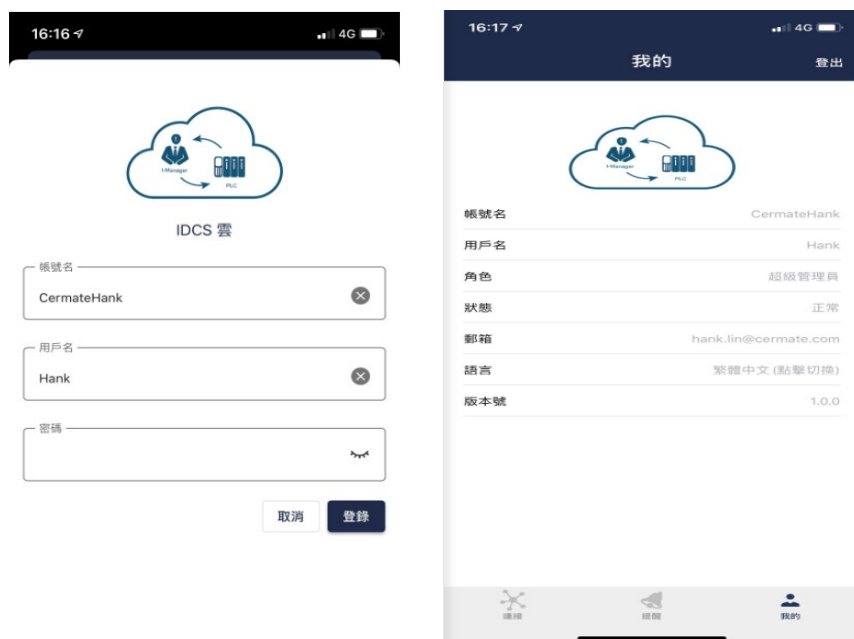 16:16
4G
I-Manager
PLC
IDCS 雲
帳號名
CermateHank
用戶名
Hank
密碼
取消
登錄
16:17
4G
我的
登出
I-Manager
PLC
帳號名
CermateHank
用戶名
Hank
角色
超級管理員
狀態
正常
郵箱
hank.lin@cermate.com
語言
繁體中文(點擊切換)
版本號
1.0.0
連接
提醒
我的